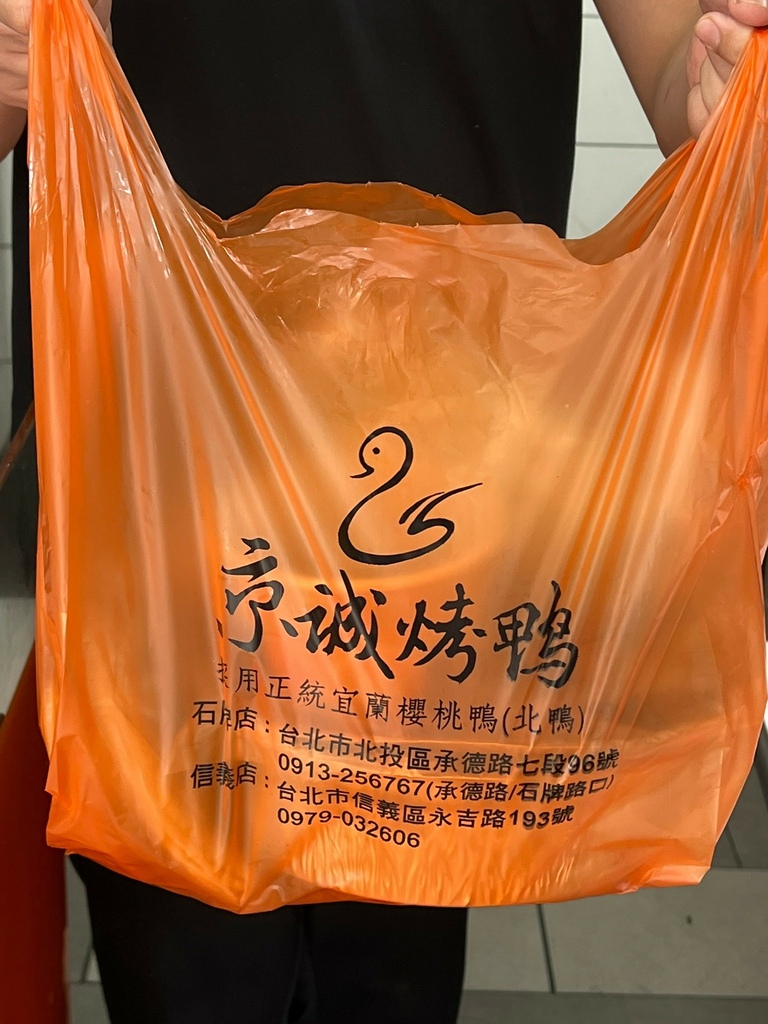 京誠烤鴨
採用正統宜蘭櫻桃鴨(北鴨)
石牌店：台北市北投區承德路七段96號
0913-256767(承德路/石牌路口)
信義店：台北市信義區永吉路193號
0979-032606